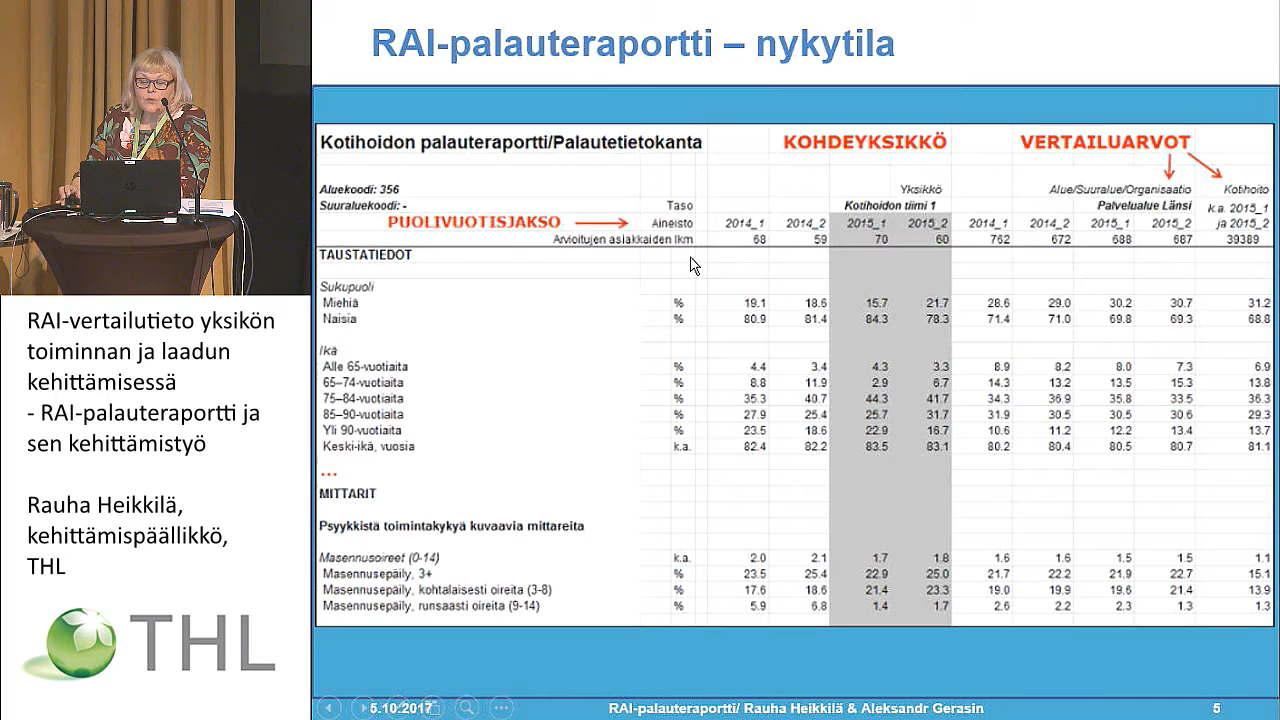 RAI-palauteraportti – nykytila
Kotihoidon palauteraportti/Palautetietokanta KOHDEYKSIKKÖ VERTAILUARVOT
Aluekoodi: 356 Yksikkö Alue/Suuralue/Organisaatio Kotihoito
Suuraluekoodi: - Taso Kotihoidon tiimi 1 Palvelualue Länsi k.a. 2015_1
PUOLIVUOTISJAKSO Aineisto 2014_1 2014_2 2015_1 2015_2 2014_1 2014_2 2015_1 2015_2 ja 2015_2
Arvioitujen asiakkaiden lkm 68 59 70 60 762 672 688 687 39389
TAUSTATIEDOT
Sukupuoli
Miehiä % 19.1 18.6 15.7 21.7 28.6 29.0 30.2 30.7 31.2
Naisia % 80.9 81.4 84.3 78.3 71.4 71.0 69.8 69.3 68.8
Ikä
Alle 65-vuotiaita % 4.4 3.4 4.3 3.3 8.9 8.2 8.0 7.3 6.9
65–74-vuotiaita % 8.8 11.9 2.9 6.7 14.3 13.2 13.5 15.3 13.8
75–84-vuotiaita % 35.3 40.7 44.3 41.7 34.3 36.9 35.8 33.5 36.3
85–90-vuotiaita % 27.9 25.4 25.7 31.7 31.9 30.5 30.5 30.6 29.3
Yli 90-vuotiaita % 23.5 18.6 22.9 16.7 10.6 11.2 12.2 13.4 13.7
Keski-ikä, vuosia k.a. 82.4 82.2 83.5 83.1 80.2 80.4 80.5 80.7 81.1
...
MITTARIT
Psyykkistä toimintakykyä kuvaavia mittareita
Masennusoireet (0-14) k.a. 2.0 2.1 1.7 1.8 1.6 1.6 1.5 1.5 1.1
Masennusepäily, 3+ % 23.5 25.4 22.9 25.0 21.7 22.2 21.9 22.7 15.1
Masennusepäily, kohtalaisesti oireita (3-8) % 17.6 18.6 21.4 23.3 19.0 19.9 19.6 21.4 13.9
Masennusepäily, runsaasti oireita (9-14) % 5.9 6.8 1.4 1.7 2.6 2.2 2.3 1.3 1.3
5.10.2017 RAI-palauteraportti/ Rauha Heikkilä & Aleksandr Gerasin 5
RAI-vertailutieto yksikön
toiminnan ja laadun
kehittämisessä
- RAI-palauteraportti ja
sen kehittämistyö
Rauha Heikkilä,
kehittämispäällikkö,
THL
THL